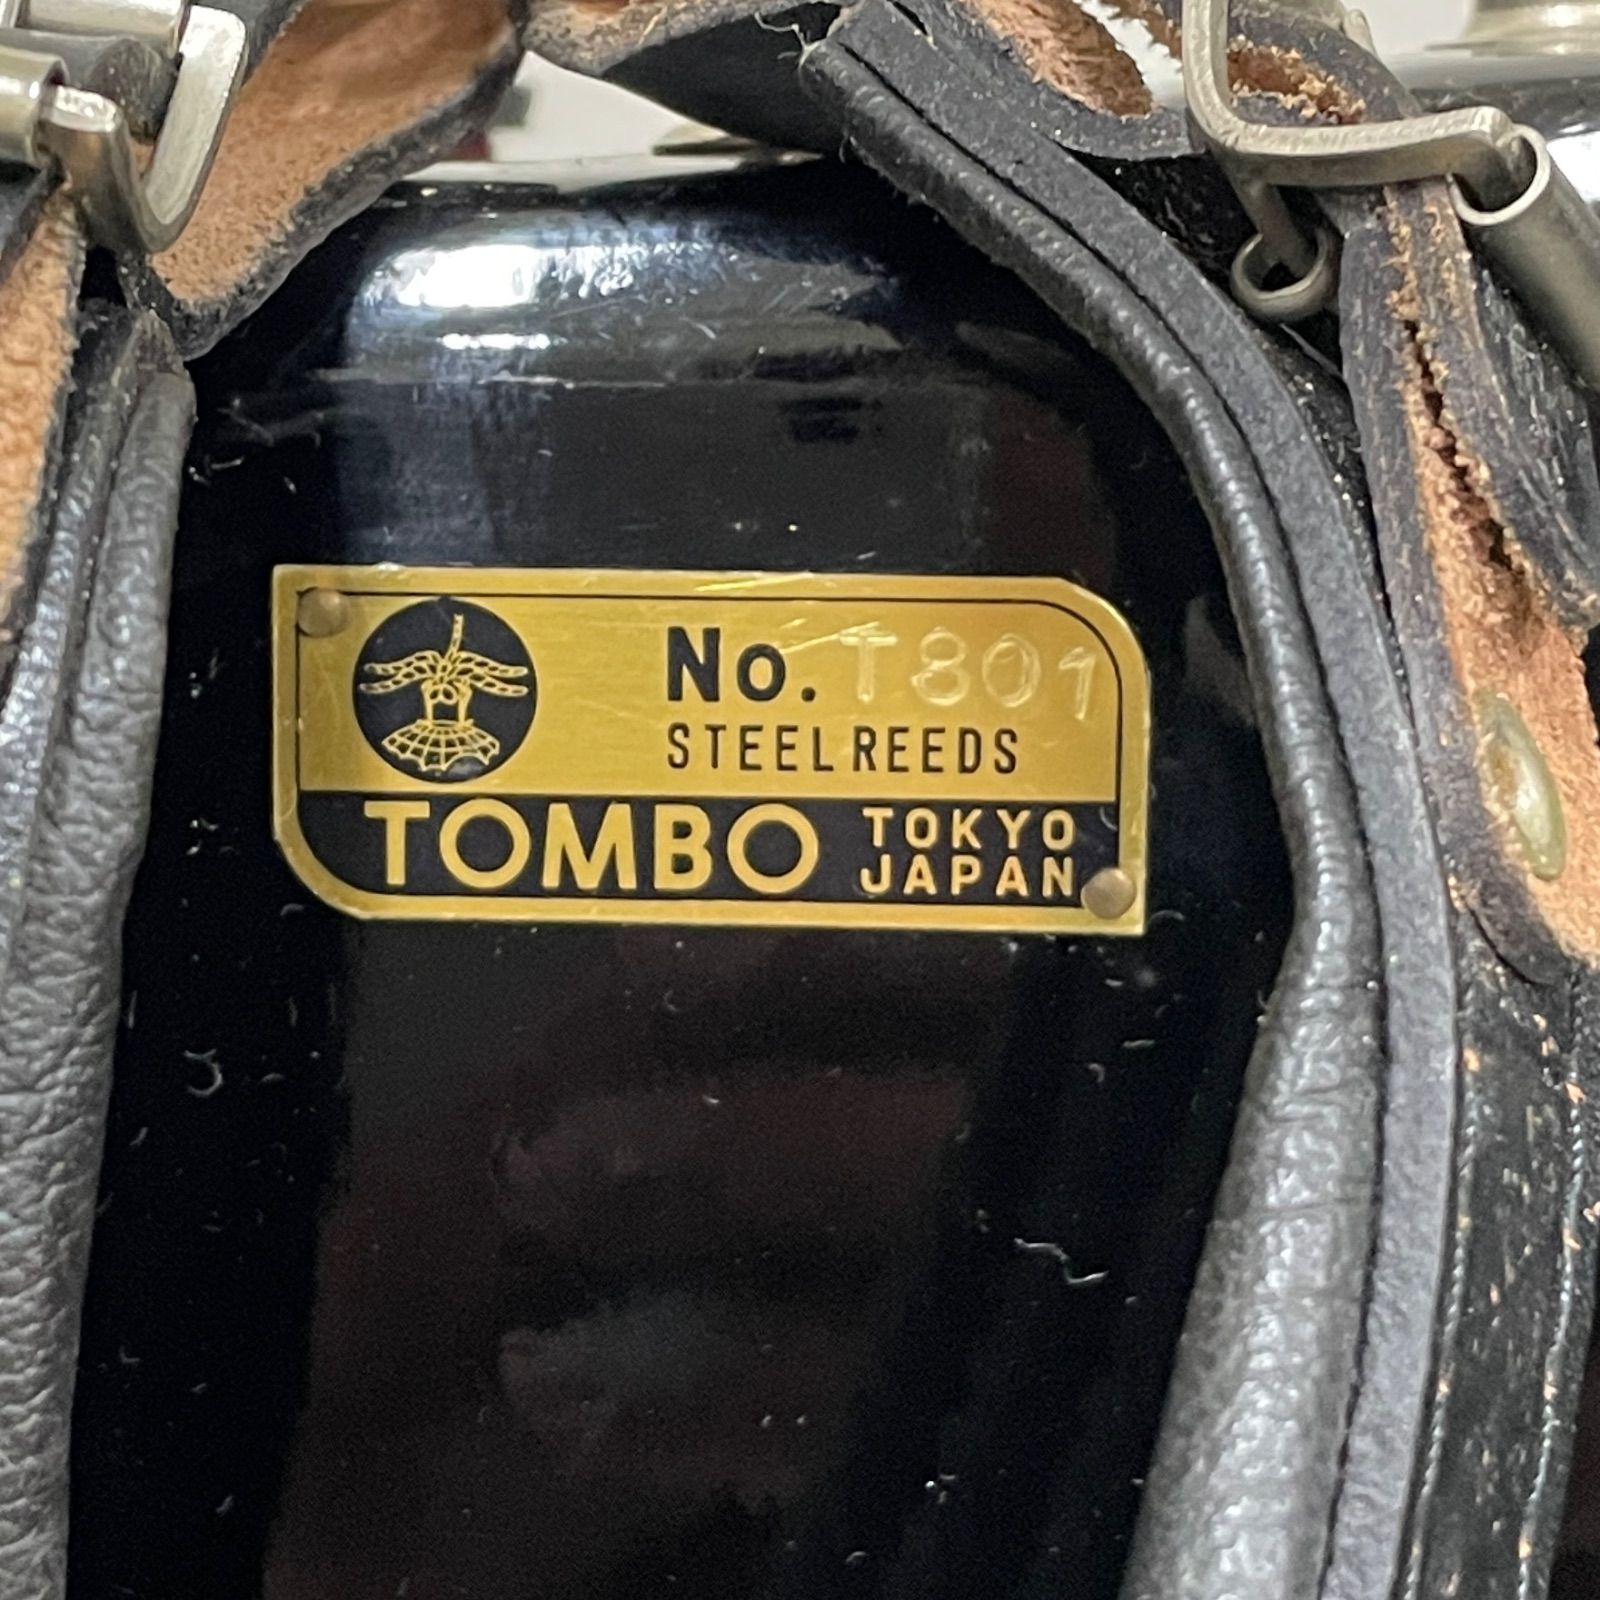 No. T801
STEEL REEDS
TOMBO TOKYO
JAPAN